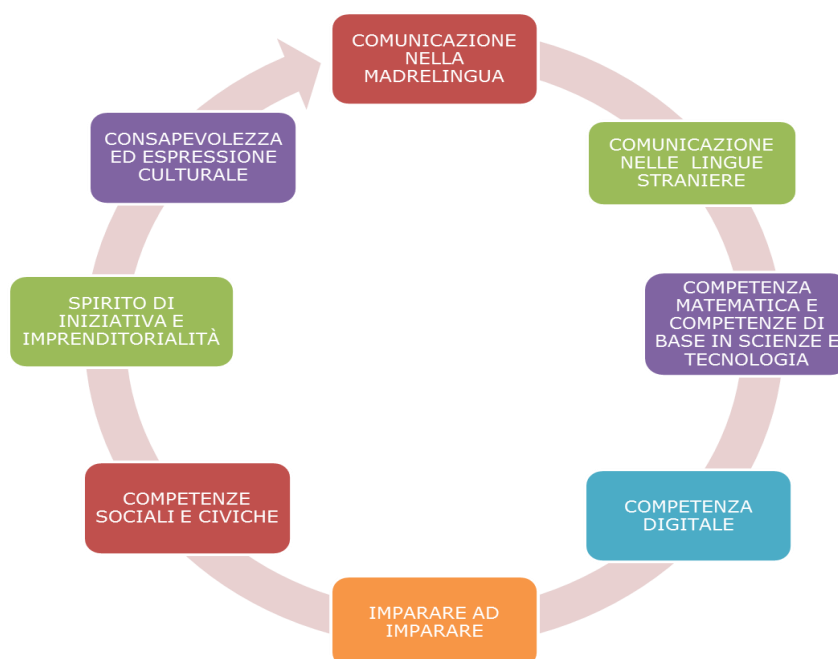 COMUNICAZIONE
NELLA
MADRELINGUA
COMUNICAZIONE
NELLE LINGUE
STRANIERE
COMPETENZA
MATEMATICA E
COMPETENZE DI
BASE IN SCIENZE E
TECNOLOGIA
COMPETENZA
DIGITALE
IMPARARE AD
IMPARARE
COMPETENZE
SOCIALI E CIVICHE
SPIRITO DI
INIZIATIVA E
IMPRENDITORIALITÀ
CONSAPEVOLEZZA
ED ESPRESSIONE
CULTURALE